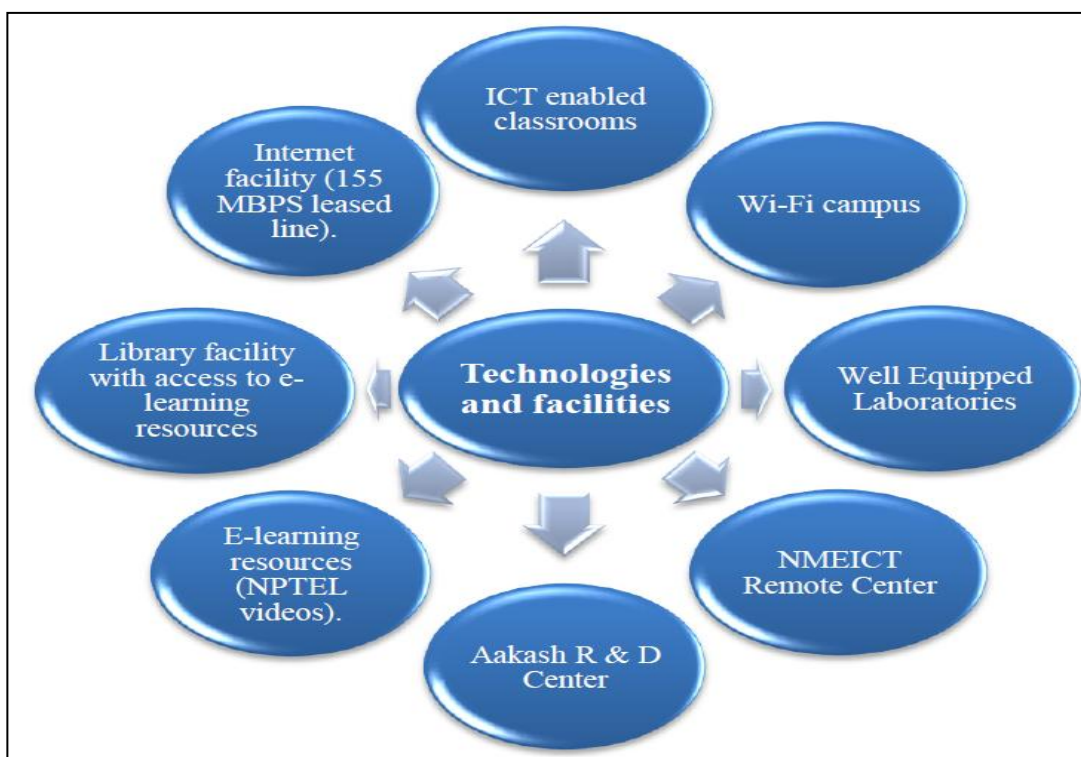 ICT enabled
classrooms
Internet
facility (155
MBPS leased
line).
Wi-Fi campus
Library facility
with access to e-
learning
resources
Technologies
and facilities
Well Equipped
Laboratories
E-learning
resources
(NPTEL
videos).
NMEICT
Remote Center
Aakash R & D
Center